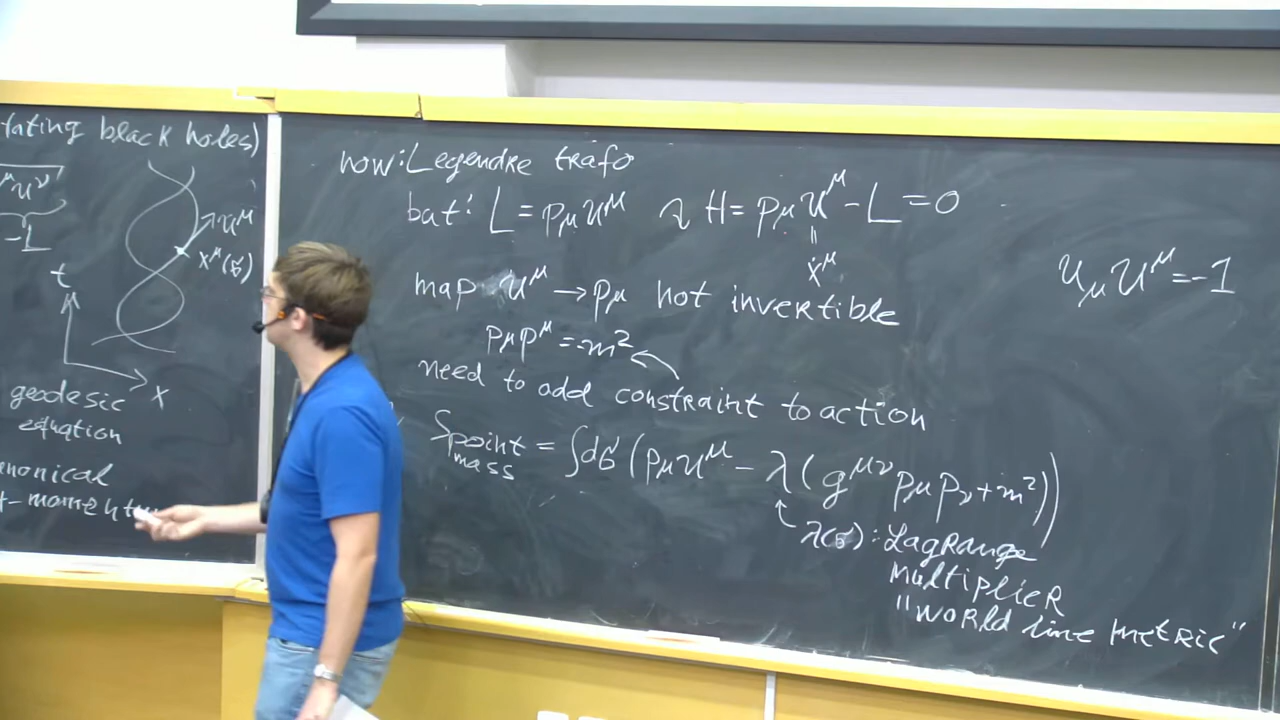 tating black holes)
μ u^ν
-L
u^μ
x^μ(σ)
t
x
geodesic
equation
nonical
momentum
now: Legendre trafo
bat: L = p_μ u^μ ⤳ H = p_μ u^μ - L = 0
||
ẋ^μ
u_μ u^μ = -1
map u^μ → p_μ not invertible
p_μ p^μ = -m²
need to add constraint to action
S_point mass = ∫dσ (p_μ u^μ - λ(g^{μν} p_μ p_ν + m²))
λ(σ): Lagrange
multiplier
"world line metric"